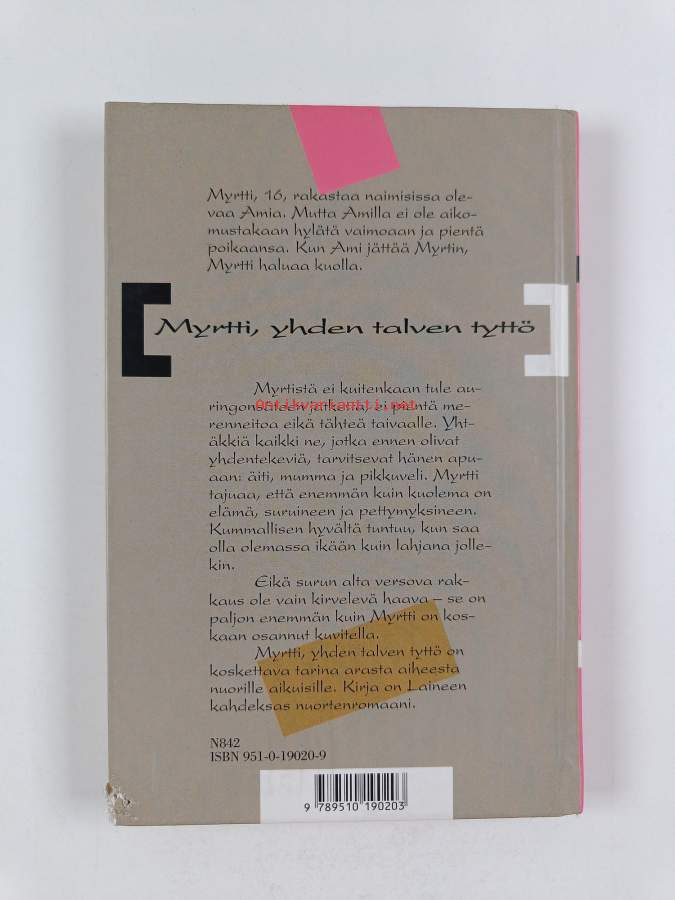 Myrtti, 16, rakastaa naimisissa ole-
vaa Amia. Mutta Amilla ei ole aiko-
mustakaan hylätä vaimoaan ja pientä
poikaansa. Kun Ami jättää Myrtin,
Myrtti haluaa kuolla.
Myrtti, yhden talven tyttö
Myrtistä ei kuitenkaan tule au-
ringonsäteen jatkona, ei pientä me-
Antikvariantti.net
renneitoa eikä tähteä taivaalle. Yht-
äkkiä kaikki ne, jotka ennen olivat
yhdentekeviä, tarvitsevat hänen apu-
aan: äiti, mumma ja pikkuveli. Myrtti
tajuaa, että enemmän kuin kuolema on
elämä, suruineen ja pettymyksineen.
Kummallisen hyvältä tuntuu, kun saa
olla olemassa ikään kuin lahjana jolle-
kin.
Eikä surun alta versova rak-
kaus ole vain kirvelevä haava – se on
paljon enemmän kuin Myrtti on kos-
kaan osannut kuvitella.
Myrtti, yhden talven tyttö on
koskettava tarina arasta aiheesta
nuorille aikuisille. Kirja on Laineen
kahdeksas nuortenromaani.
N842
ISBN 951-0-19020-9
9 789510 190203